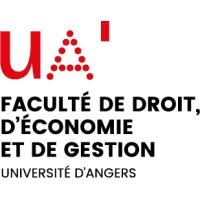 UA'
FACULTÉ DE DROIT,
D'ÉCONOMIE
ET DE GESTION
UNIVERSITÉ D'ANGERS